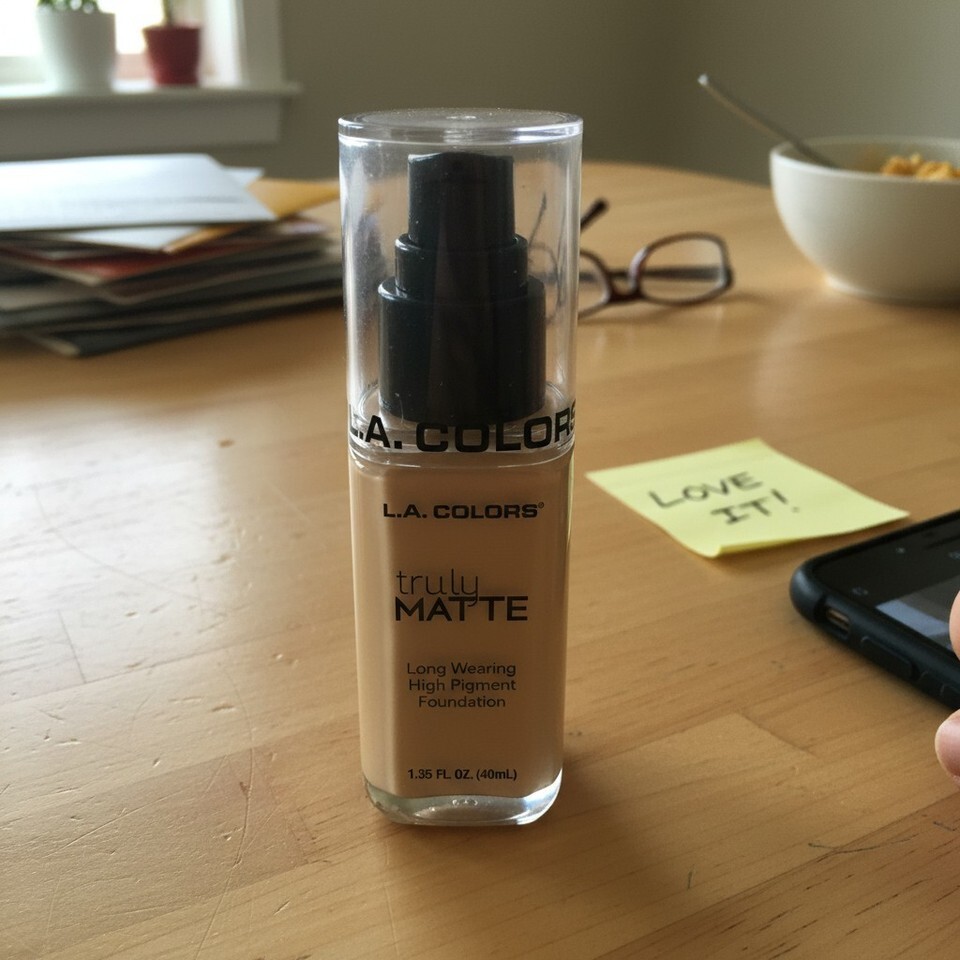 L.A. COLORS
L.A. COLORS®
truly
MATTE
Long Wearing
High Pigment
Foundation
1.35 FL. OZ. (40mL)
LOVE
IT!